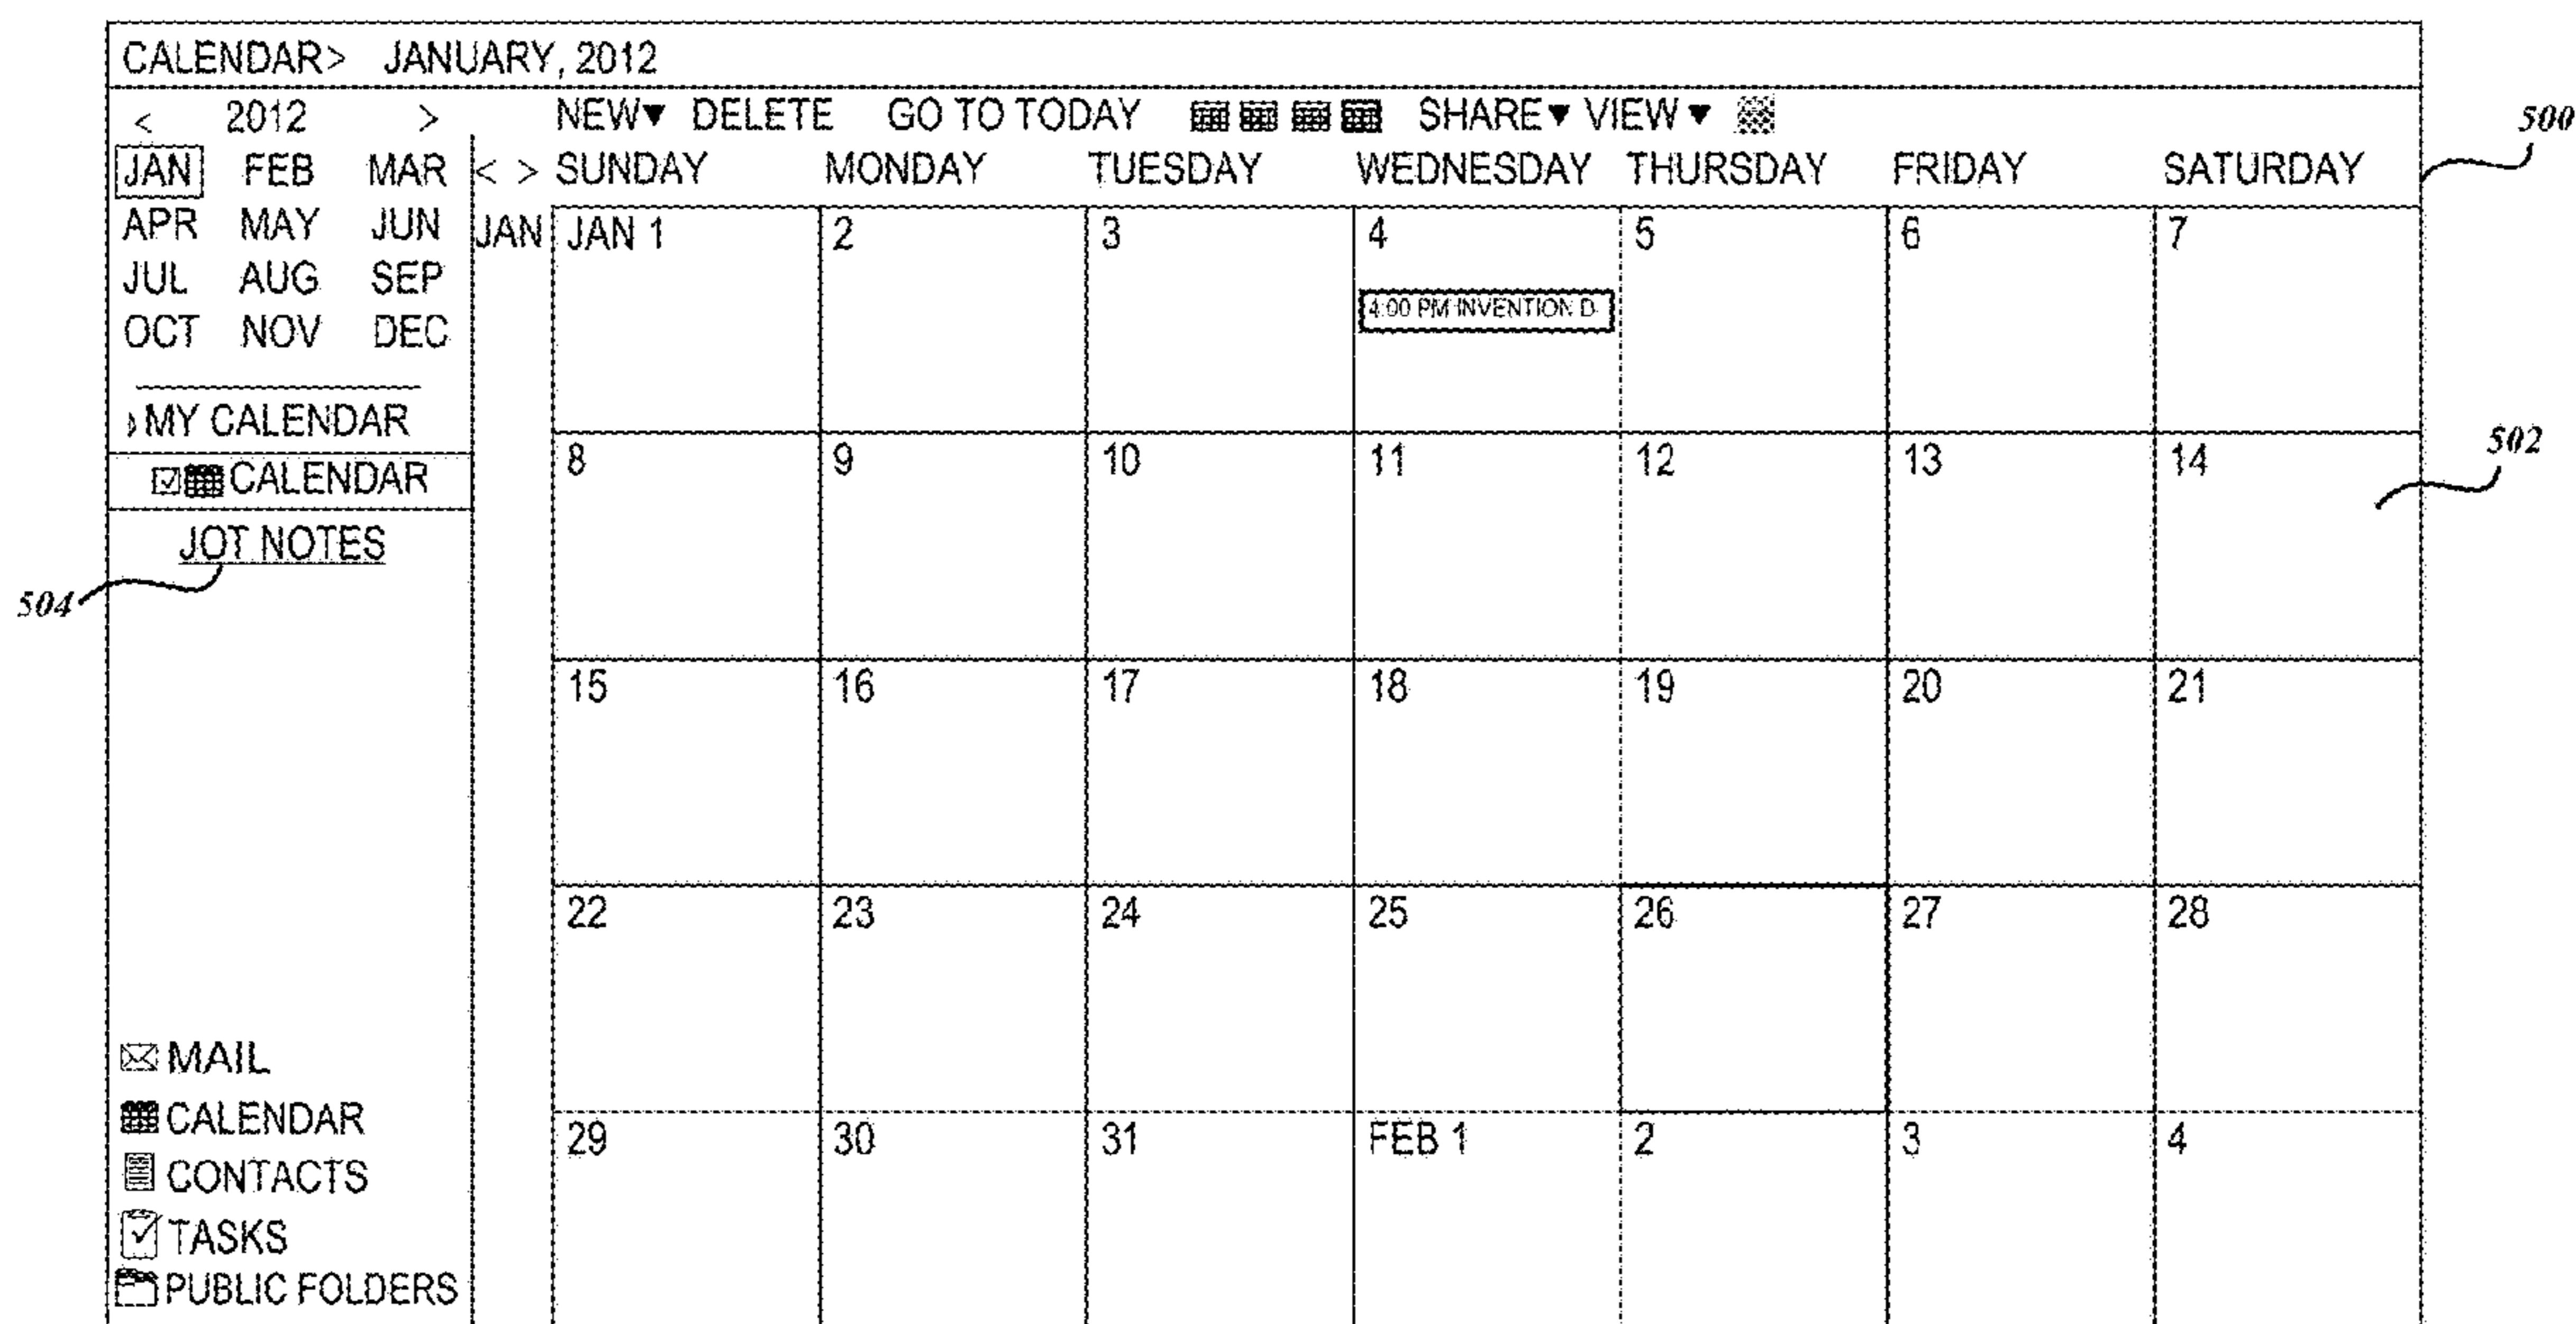 CALENDAR> JANUARY, 2012
< 2012 >
NEW▼ DELETE GO TO TODAY SHARE▼ VIEW▼
500
JAN FEB MAR
APR MAY JUN
JUL AUG SEP
OCT NOV DEC
MY CALENDAR
CALENDAR
JOT NOTES
504
MAIL
CALENDAR
CONTACTS
TASKS
PUBLIC FOLDERS
< > SUNDAY MONDAY TUESDAY WEDNESDAY THURSDAY FRIDAY SATURDAY
JAN JAN 1 2 3 4 5 6 7
4:00 PM INVENTION D
502
8 9 10 11 12 13 14
15 16 17 18 19 20 21
22 23 24 25 26 27 28
29 30 31 FEB 1 2 3 4